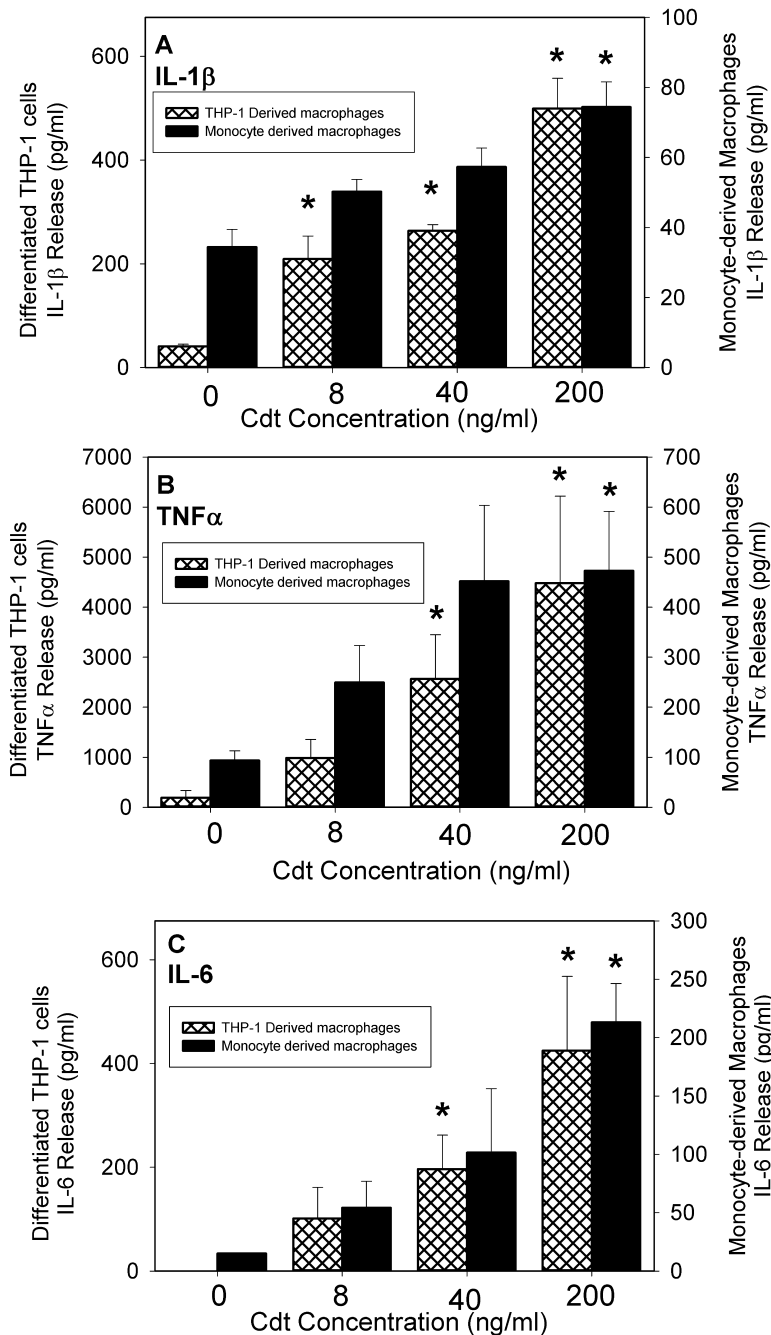 A
IL-1β
THP-1 Derived macrophages
Monocyte derived macrophages
Differentiated THP-1 cells
IL-1β Release (pg/ml)
600
400
200
0
* * * *
100
80
60
40
20
0
Monocyte-derived Macrophages
IL-1β Release (pg/ml)
0 8 40 200
Cdt Concentration (ng/ml)
B
TNFα
THP-1 Derived macrophages
Monocyte derived macrophages
Differentiated THP-1 cells
TNFα Release (pg/ml)
7000
6000
5000
4000
3000
2000
1000
0
* * *
700
600
500
400
300
200
100
0
Monocyte-derived Macrophages
TNFα Release (pg/ml)
0 8 40 200
Cdt Concentration (ng/ml)
C
IL-6
THP-1 Derived macrophages
Monocyte derived macrophages
Differentiated THP-1 cells
IL-6 Release (pg/ml)
600
400
200
0
* * *
300
250
200
150
100
50
0
Monocyte-derived Macrophages
IL-6 Release (pg/ml)
0 8 40 200
Cdt Concentration (ng/ml)